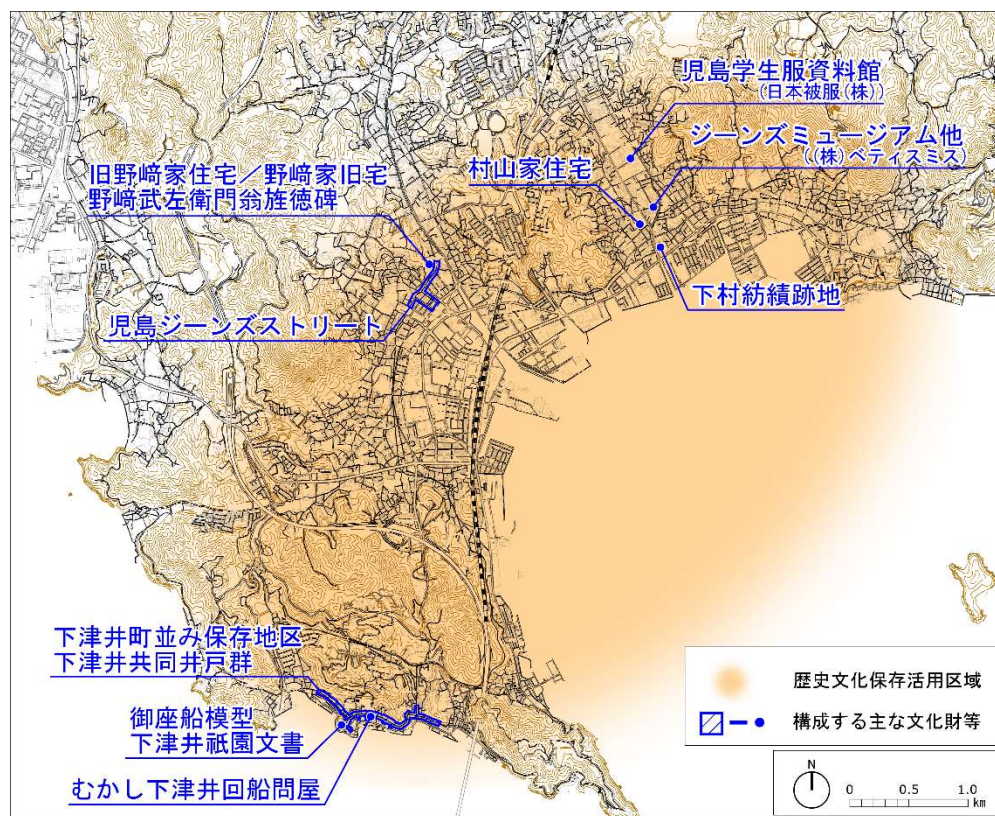 児島学生服資料館
(日本被服(株))
ジーンズミュージアム他
((株)ベティスミス)
村山家住宅
旧野﨑家住宅／野﨑家旧宅
野﨑武左衛門翁旌徳碑
下村紡績跡地
児島ジーンズストリート
下津井町並み保存地区
下津井共同井戸群
御座船模型
下津井祇園文書
むかし下津井回船問屋
歴史文化保存活用区域
構成する主な文化財等
N
0 0.5 1.0
km